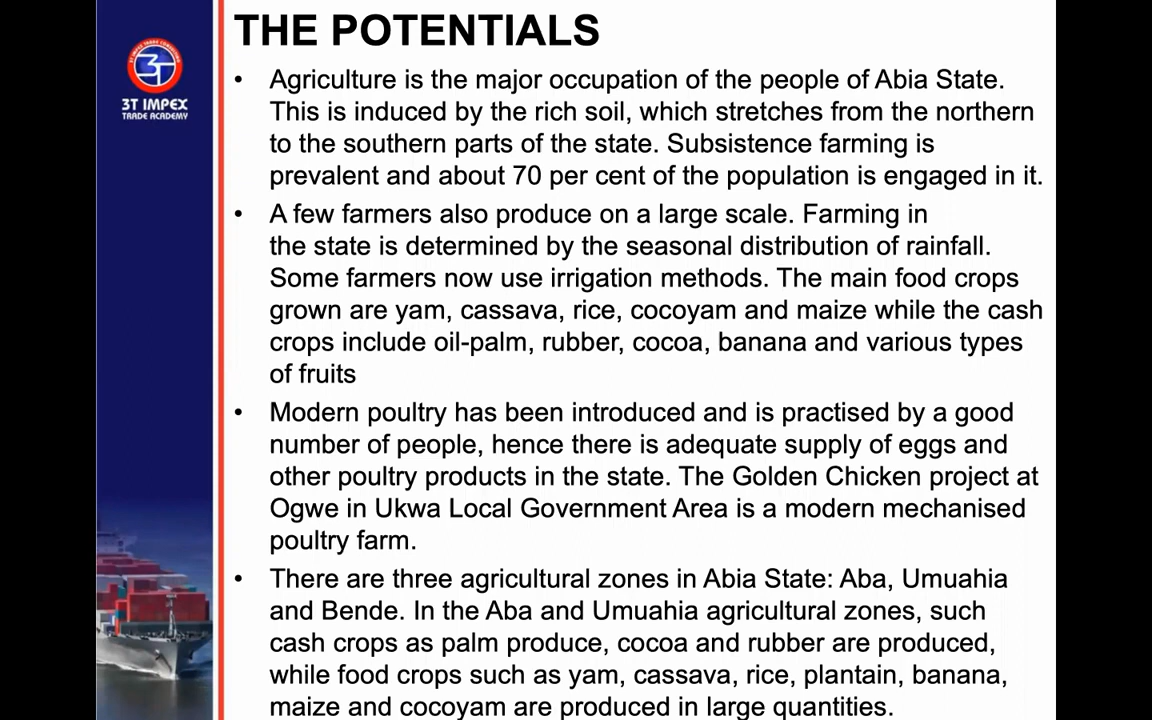 THE POTENTIALS
3T IMPEX TRADE CONSULTING
3T
3T IMPEX
TRADE ACADEMY
• Agriculture is the major occupation of the people of Abia State.
This is induced by the rich soil, which stretches from the northern
to the southern parts of the state. Subsistence farming is
prevalent and about 70 per cent of the population is engaged in it.
• A few farmers also produce on a large scale. Farming in
the state is determined by the seasonal distribution of rainfall.
Some farmers now use irrigation methods. The main food crops
grown are yam, cassava, rice, cocoyam and maize while the cash
crops include oil-palm, rubber, cocoa, banana and various types
of fruits
• Modern poultry has been introduced and is practised by a good
number of people, hence there is adequate supply of eggs and
other poultry products in the state. The Golden Chicken project at
Ogwe in Ukwa Local Government Area is a modern mechanised
poultry farm.
• There are three agricultural zones in Abia State: Aba, Umuahia
and Bende. In the Aba and Umuahia agricultural zones, such
cash crops as palm produce, cocoa and rubber are produced,
while food crops such as yam, cassava, rice, plantain, banana,
maize and cocoyam are produced in large quantities.